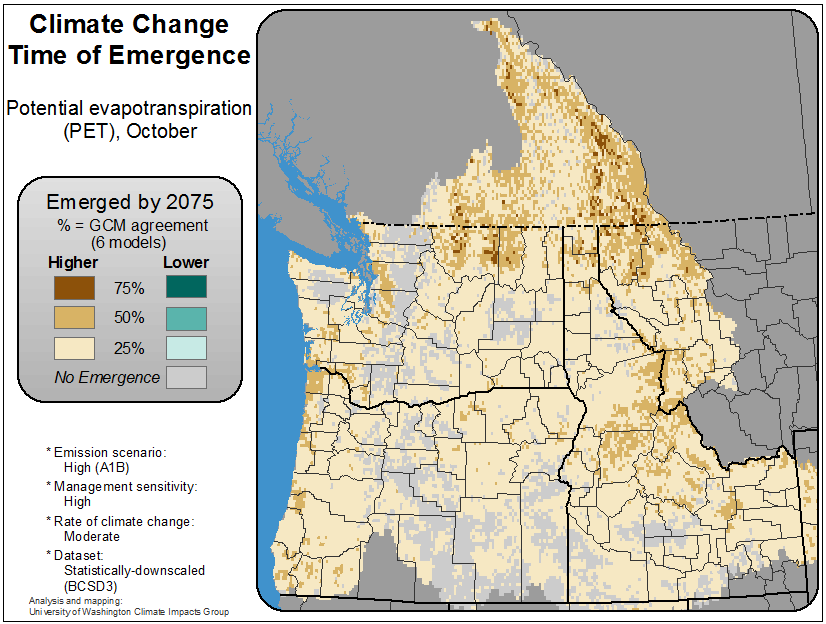 Climate Change
Time of Emergence
Potential evapotranspiration
(PET), October
Emerged by 2075
% = GCM agreement
(6 models)
Higher Lower
75%
50%
25%
No Emergence
* Emission scenario:
High (A1B)
* Management sensitivity:
High
* Rate of climate change:
Moderate
* Dataset:
Statistically-downscaled
(BCSD3)
Analysis and mapping:
University of Washington Climate Impacts Group